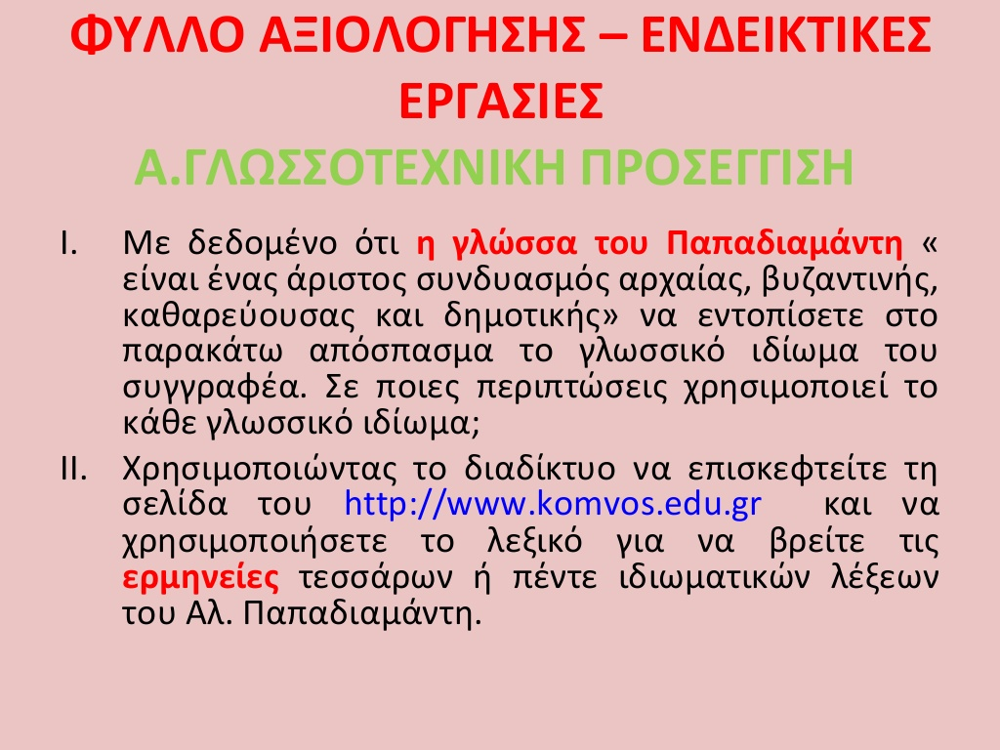 ΦΥΛΛΟ ΑΞΙΟΛΟΓΗΣΗΣ – ΕΝΔΕΙΚΤΙΚΕΣ
ΕΡΓΑΣΙΕΣ
Α.ΓΛΩΣΣΟΤΕΧΝΙΚΗ ΠΡΟΣΕΓΓΙΣΗ
I. Με δεδομένο ότι η γλώσσα του Παπαδιαμάντη «
είναι ένας άριστος συνδυασμός αρχαίας, βυζαντινής,
καθαρεύουσας και δημοτικής» να εντοπίσετε στο
παρακάτω απόσπασμα το γλωσσικό ιδίωμα του
συγγραφέα. Σε ποιες περιπτώσεις χρησιμοποιεί το
κάθε γλωσσικό ιδίωμα;
II. Χρησιμοποιώντας το διαδίκτυο να επισκεφτείτε τη
σελίδα του http://www.komvos.edu.gr και να
χρησιμοποιήσετε το λεξικό για να βρείτε τις
ερμηνείες τεσσάρων ή πέντε ιδιωματικών λέξεων
του Αλ. Παπαδιαμάντη.